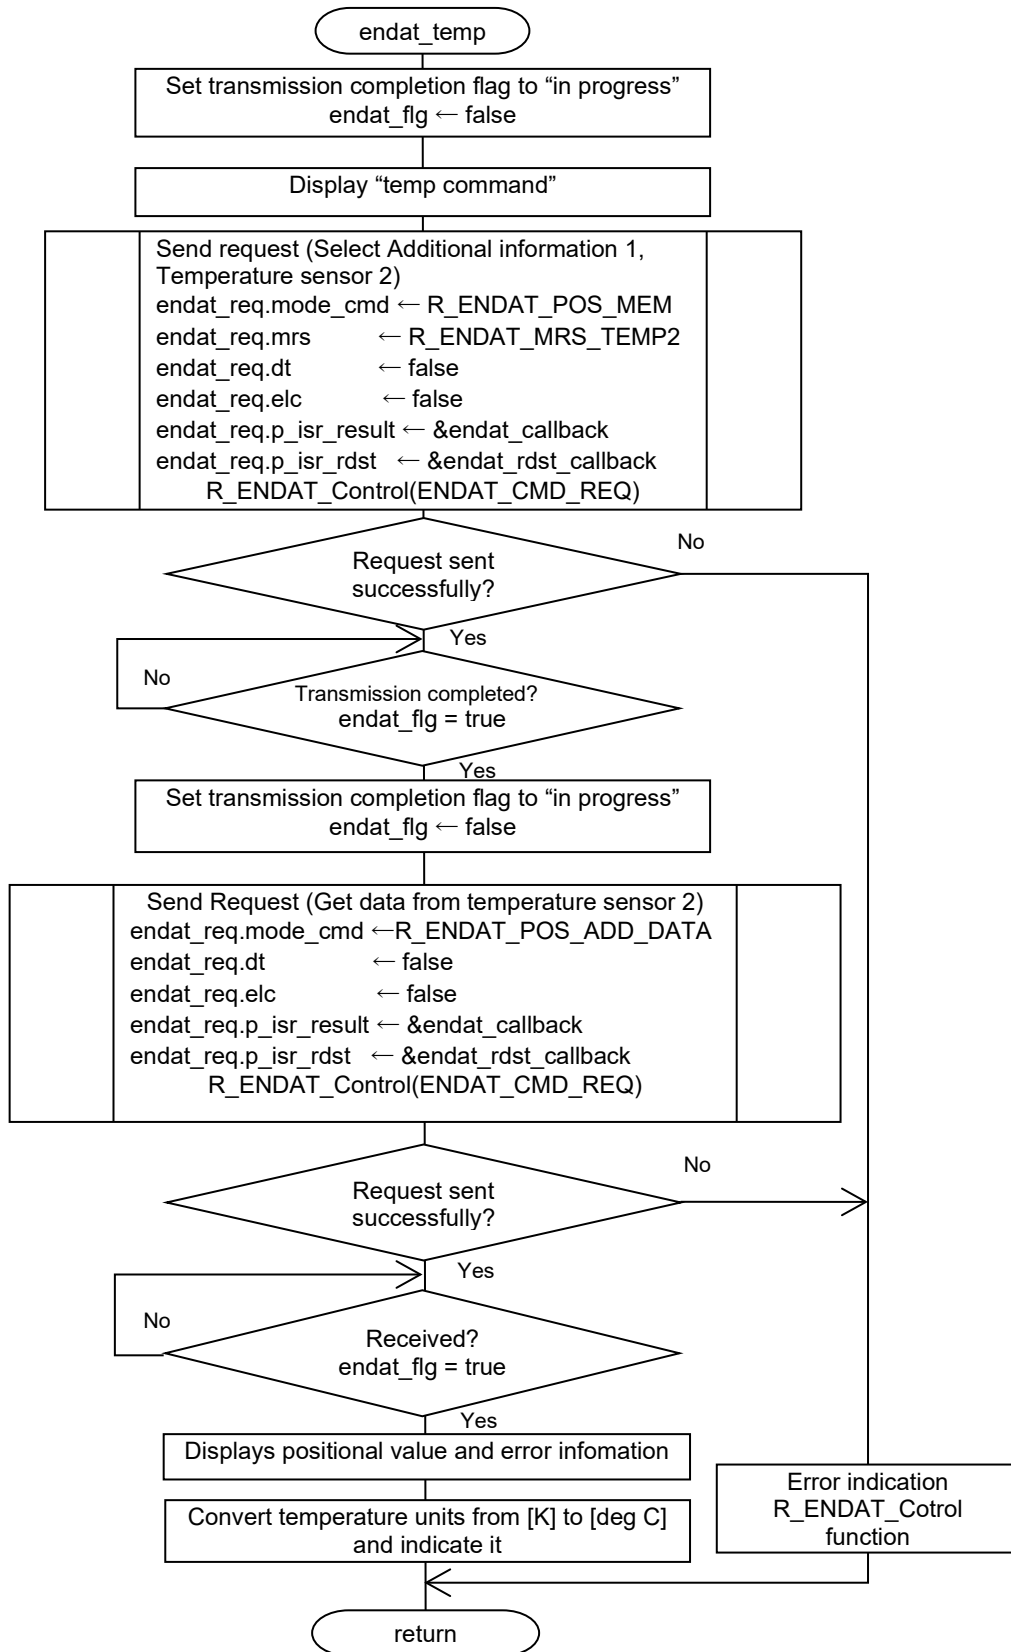 endat_temp
Set transmission completion flag to “in progress”
endat_flg ← false
Display “temp command”
Send request (Select Additional information 1,
Temperature sensor 2)
endat_req.mode_cmd ← R_ENDAT_POS_MEM
endat_req.mrs ← R_ENDAT_MRS_TEMP2
endat_req.dt ← false
endat_req.elc ← false
endat_req.p_isr_result ← &endat_callback
endat_req.p_isr_rdst ← &endat_rdst_callback
R_ENDAT_Control(ENDAT_CMD_REQ)
No
Request sent
successfully?
Yes
No
Transmission completed?
endat_flg = true
Yes
Set transmission completion flag to “in progress”
endat_flg ← false
Send Request (Get data from temperature sensor 2)
endat_req.mode_cmd ←R_ENDAT_POS_ADD_DATA
endat_req.dt ← false
endat_req.elc ← false
endat_req.p_isr_result ← &endat_callback
endat_req.p_isr_rdst ← &endat_rdst_callback
R_ENDAT_Control(ENDAT_CMD_REQ)
No
Request sent
successfully?
Yes
No
Received?
endat_flg = true
Yes
Displays positional value and error infomation
Convert temperature units from [K] to [deg C]
and indicate it
Error indication
R_ENDAT_Cotrol
function
return